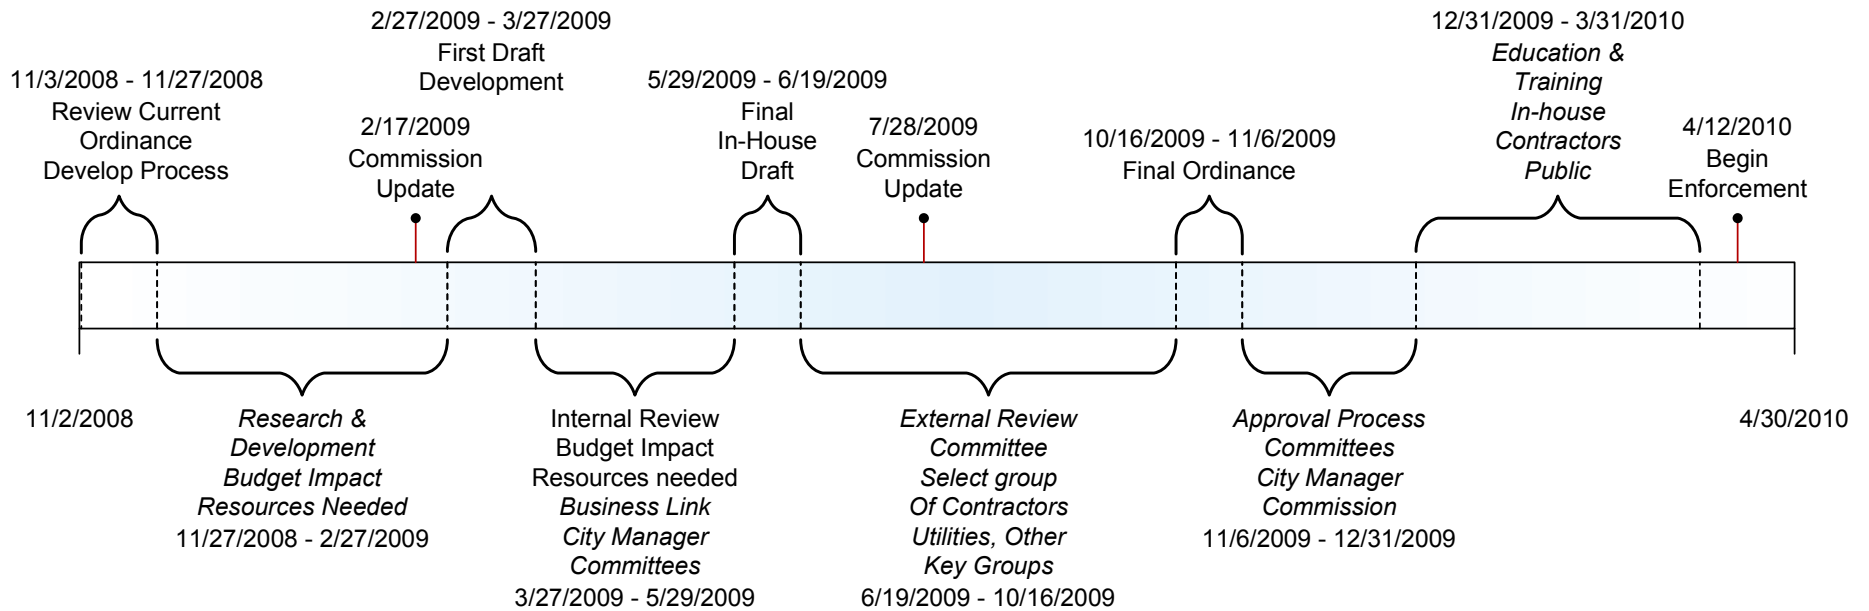 11/3/2008 - 11/27/2008
Review Current
Ordinance
Develop Process
2/17/2009
Commission
Update
2/27/2009 - 3/27/2009
First Draft
Development
5/29/2009 - 6/19/2009
Final
In-House
Draft
7/28/2009
Commission
Update
10/16/2009 - 11/6/2009
Final Ordinance
12/31/2009 - 3/31/2010
Education &
Training
In-house
Contractors
Public
4/12/2010
Begin
Enforcement
11/2/2008
Research &
Development
Budget Impact
Resources Needed
11/27/2008 - 2/27/2009
Internal Review
Budget Impact
Resources needed
Business Link
City Manager
Committees
3/27/2009 - 5/29/2009
External Review
Committee
Select group
Of Contractors
Utilities, Other
Key Groups
6/19/2009 - 10/16/2009
Approval Process
Committees
City Manager
Commission
11/6/2009 - 12/31/2009
4/30/2010